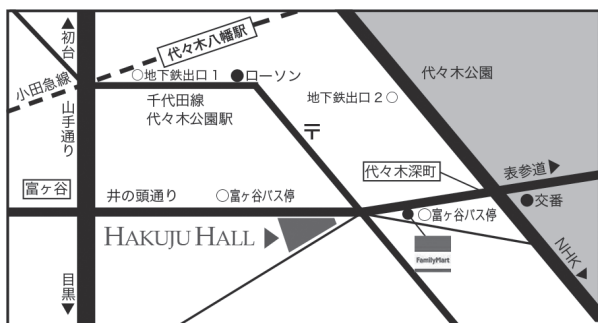 ▲初台
小田急線
代々木八幡駅
○地下鉄出口1
●ローソン
千代田線
代々木公園駅
山手通り
地下鉄出口2○
代々木公園
〒
富ヶ谷
井の頭通り
○富ヶ谷バス停
代々木深町
表参道▶
●交番
○富ヶ谷バス停
FamilyMart
HAKUJU HALL ▶
目黒▼
NHK▼